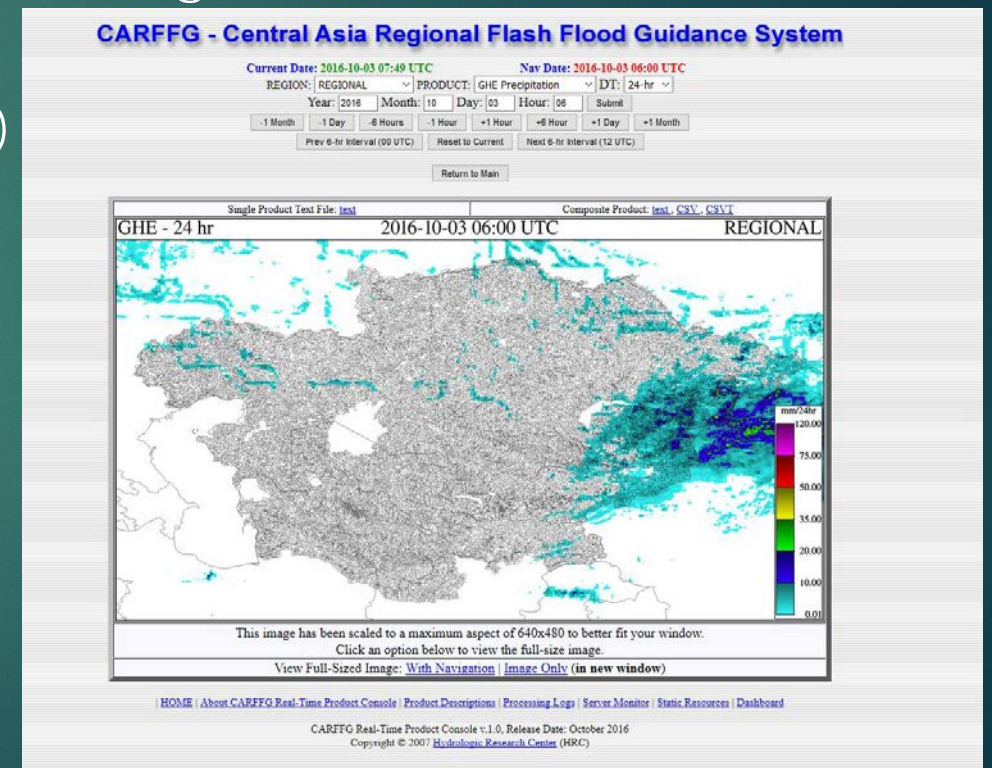 CARFFG - Central Asia Regional Flash Flood Guidance System
Current Date: 2016-10-03 07:49 UTC Nav Date: 2016-10-03 06:00 UTC
REGION: REGIONAL PRODUCT: GHE Precipitation DT: 24-hr
Year: 2016 Month: 10 Day: 03 Hour: 06 Submit
-1 Month -1 Day -6 Hours -1 Hour +1 Hour +6 Hour +1 Day +1 Month
Prev 6-hr Interval (00 UTC) Reset to Current Next 6-hr Interval (12 UTC)
Return to Main
Single Product Text File: text Composite Product: text , CSV , CSVT
GHE - 24 hr 2016-10-03 06:00 UTC REGIONAL
mm/24hr
120.00
75.00
50.00
35.00
20.00
10.00
0.01
This image has been scaled to a maximum aspect of 640x480 to better fit your window.
Click an option below to view the full-size image.
View Full-Sized Image: With Navigation | Image Only (in new window)
| HOME | About CARFFG Real-Time Product Console | Product Descriptions | Processing Logs | Server Monitor | Static Resources | Dashboard
CARFFG Real-Time Product Console v.1.0, Release Date: October 2016
Copyright © 2007 Hydrologic Research Center (HRC)